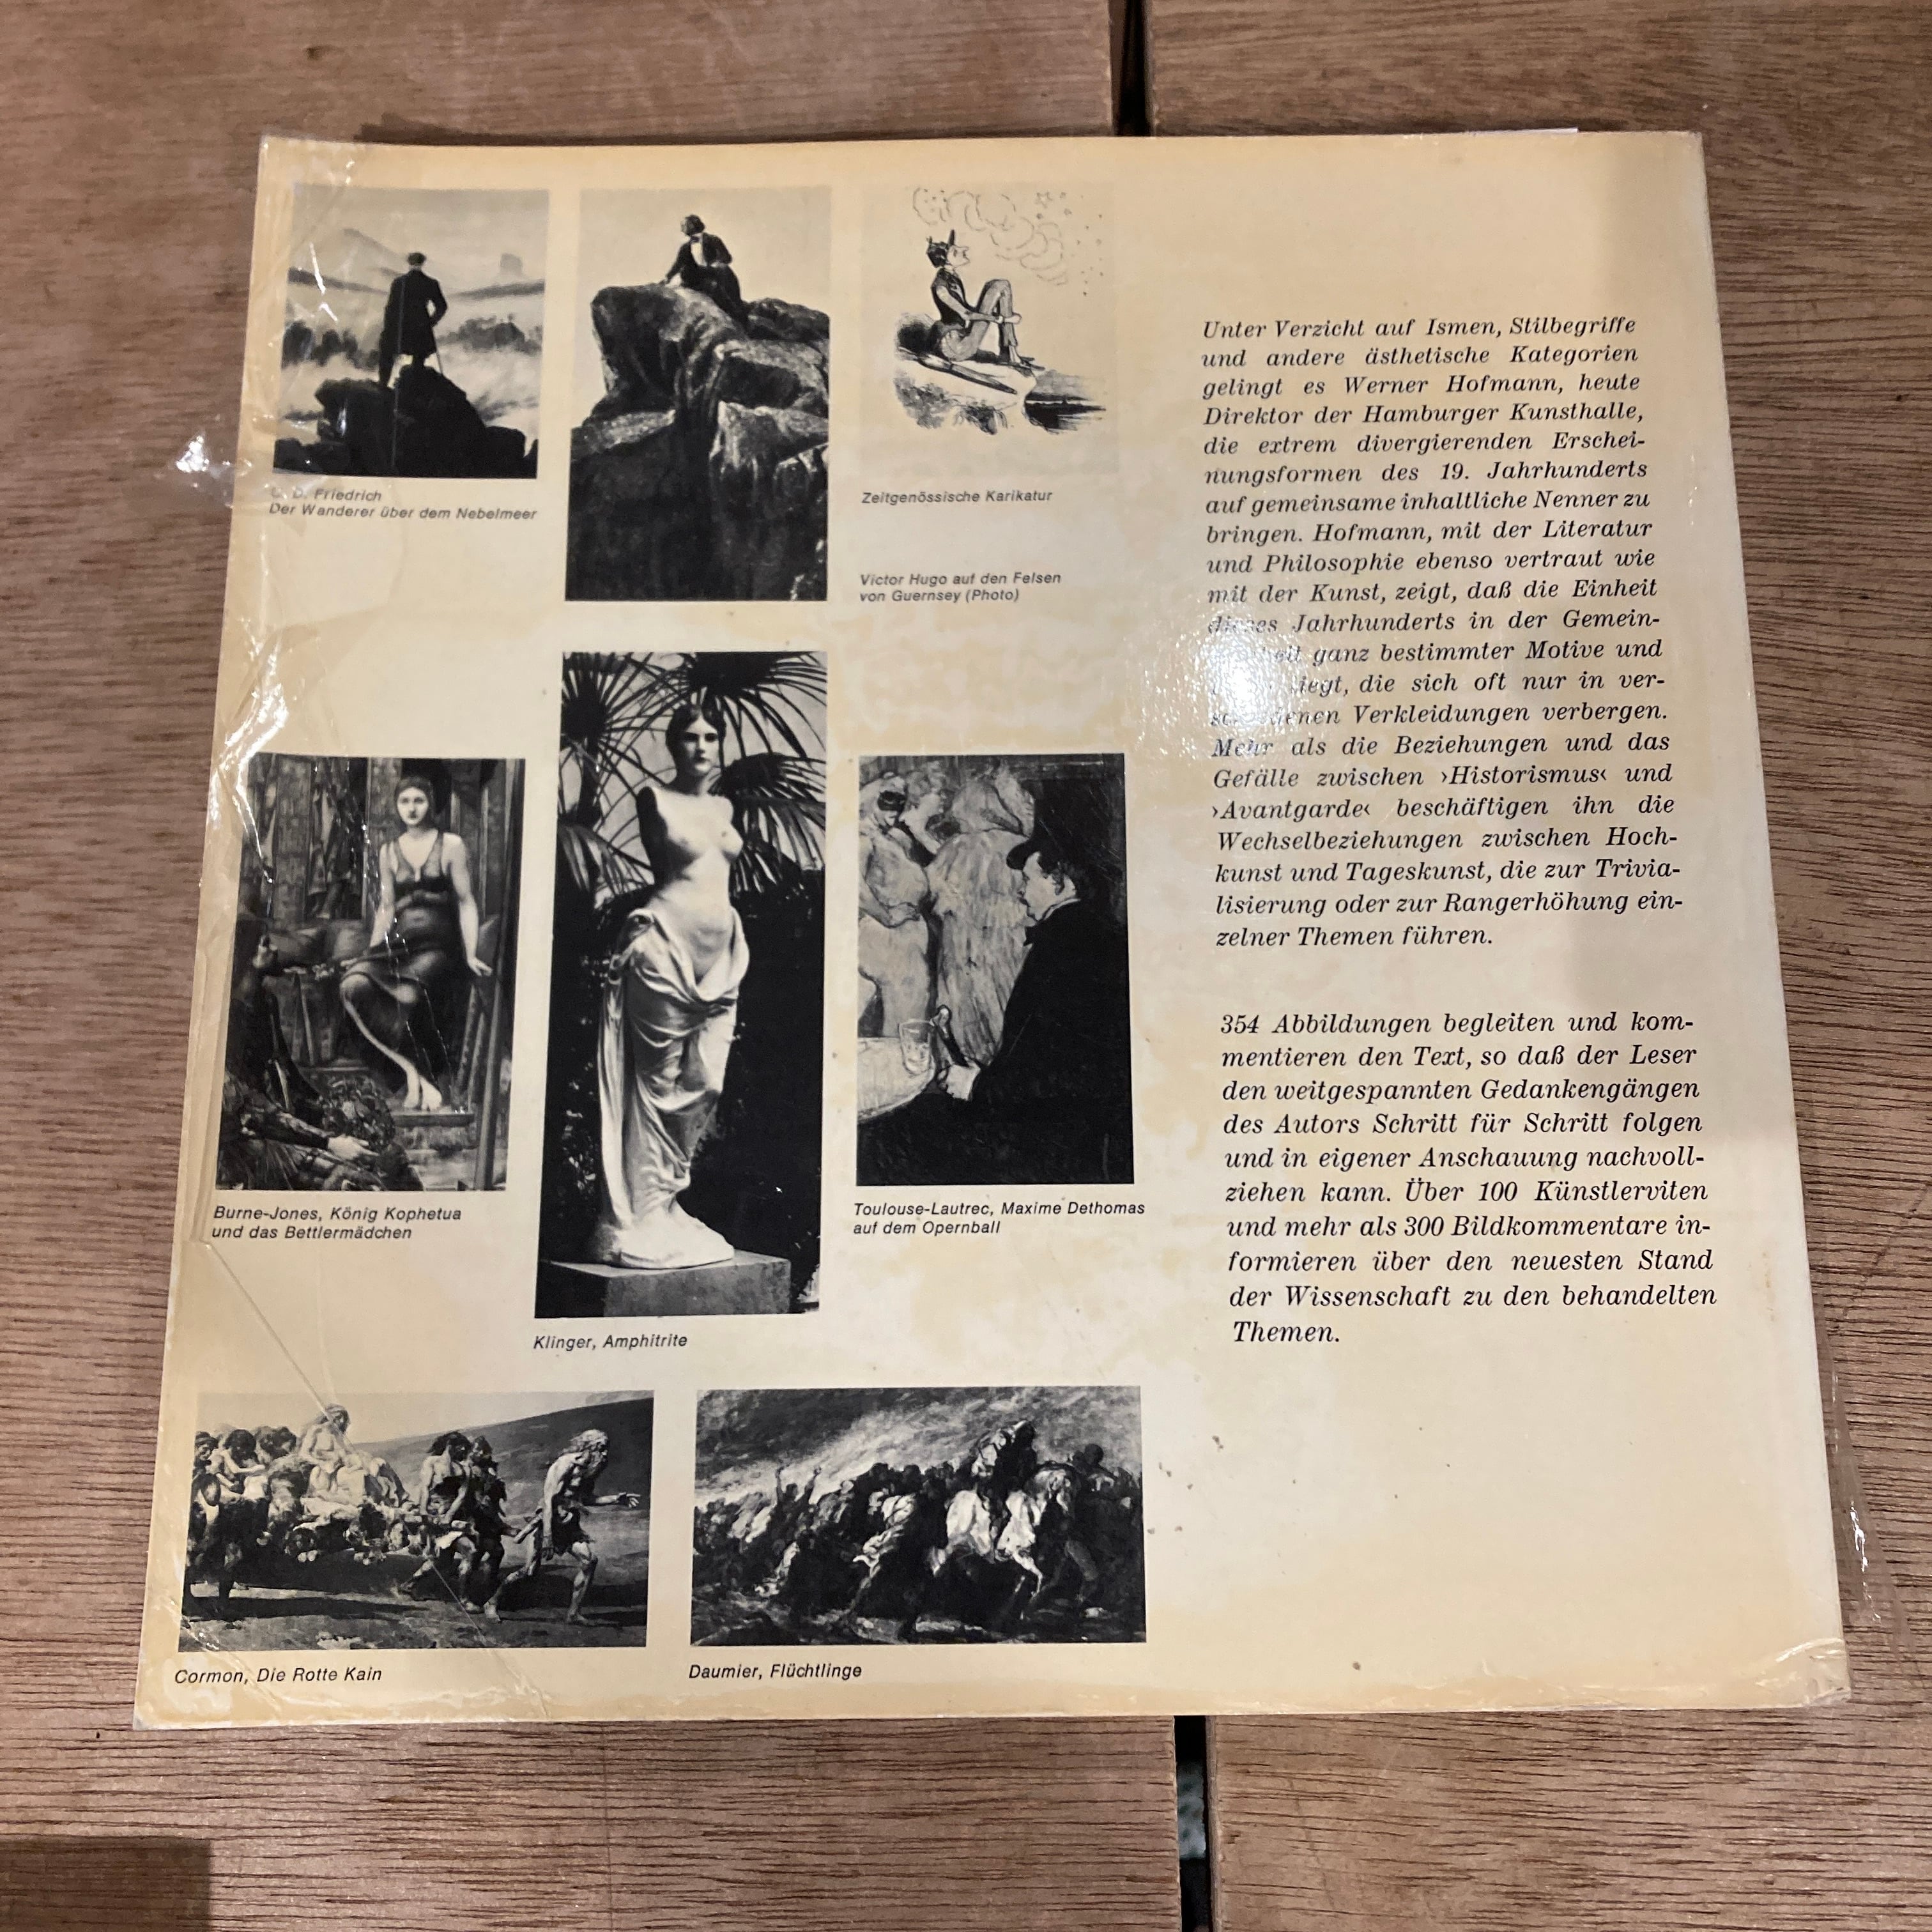 C. D. Friedrich
Der Wanderer über dem Nebelmeer
Zeitgenössische Karikatur
Victor Hugo auf den Felsen
von Guernsey (Photo)
Burne-Jones, König Kophetua
und das Bettlermädchen
Klinger, Amphitrite
Toulouse-Lautrec, Maxime Dethomas
auf dem Opernball
Cormon, Die Rotte Kain
Daumier, Flüchtlinge
Unter Verzicht auf Ismen, Stilbegriffe
und andere ästhetische Kategorien
gelingt es Werner Hofmann, heute
Direktor der Hamburger Kunsthalle,
die extrem divergierenden Erschei-
nungsformen des 19. Jahrhunderts
auf gemeinsame inhaltliche Nenner zu
bringen. Hofmann, mit der Literatur
und Philosophie ebenso vertraut wie
mit der Kunst, zeigt, daß die Einheit
dieses Jahrhunderts in der Gemein-
ganz bestimmter Motive und
liegt, die sich oft nur in ver-
schiedenen Verkleidungen verbergen.
Mehr als die Beziehungen und das
Gefälle zwischen ›Historismus‹ und
›Avantgarde‹ beschäftigen ihn die
Wechselbeziehungen zwischen Hoch-
kunst und Tageskunst, die zur Trivia-
lisierung oder zur Rangerhöhung ein-
zelner Themen führen.
354 Abbildungen begleiten und kom-
mentieren den Text, so daß der Leser
den weitgespannten Gedankengängen
des Autors Schritt für Schritt folgen
und in eigener Anschauung nachvoll-
ziehen kann. Über 100 Künstlerviten
und mehr als 300 Bildkommentare in-
formieren über den neuesten Stand
der Wissenschaft zu den behandelten
Themen.